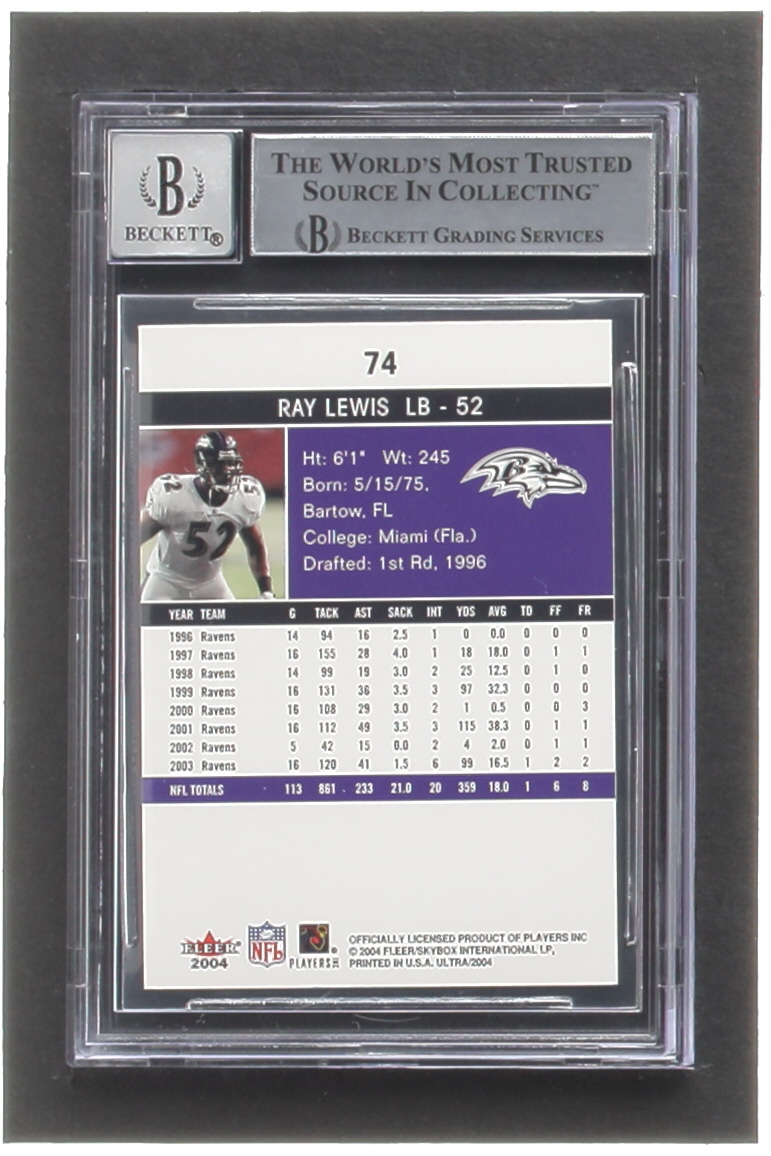 B
BECKETT®
THE WORLD'S MOST TRUSTED
SOURCE IN COLLECTING™
B BECKETT GRADING SERVICES
74
RAY LEWIS LB - 52
52
52
Ht: 6'1" Wt: 245
Born: 5/15/75,
Bartow, FL
College: Miami (Fla.)
Drafted: 1st Rd, 1996
B
YEAR TEAM G TACK AST SACK INT YDS AVG TD FF FR
1996 Ravens 14 94 16 2.5 1 0 0.0 0 0 0
1997 Ravens 16 155 28 4.0 1 18 18.0 0 1 1
1998 Ravens 14 99 19 3.0 2 25 12.5 0 1 0
1999 Ravens 16 131 36 3.5 3 97 32.3 0 0 0
2000 Ravens 16 108 29 3.0 2 1 0.5 0 0 3
2001 Ravens 16 112 49 3.5 3 115 38.3 0 1 1
2002 Ravens 5 42 15 0.0 2 4 2.0 0 1 1
2003 Ravens 16 120 41 1.5 6 99 16.5 1 2 2
NFL TOTALS 113 861 233 21.0 20 359 18.0 1 6 8
FLEER
2004
NFL
PLAYERS INC
OFFICIALLY LICENSED PRODUCT OF PLAYERS INC
© 2004 FLEER/SKYBOX INTERNATIONAL LP,
PRINTED IN U.S.A. ULTRA/2004